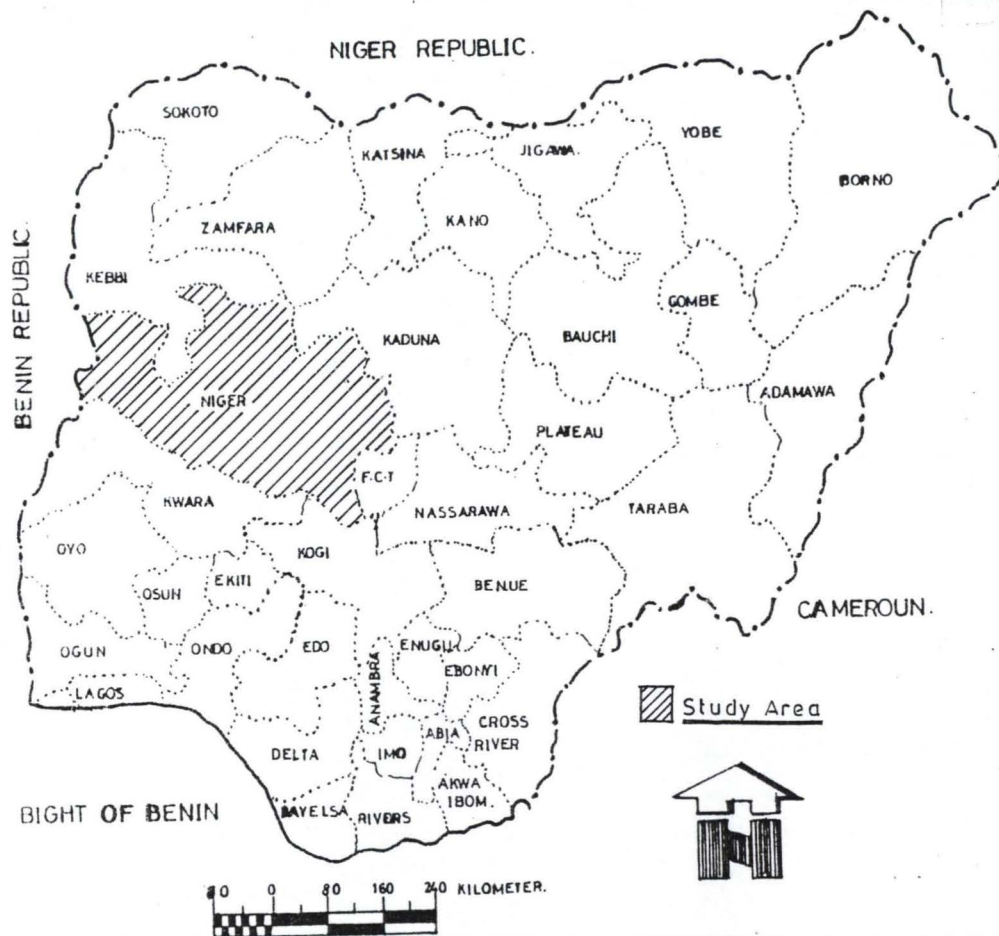 NIGER REPUBLIC.
SOKOTO
YOBE
KATSINA
JIGAWA.
BORNO
ZAMFARA
KANO
BENIN REPUBLIC.
KEBBI
GOMBE
KADUNA
BAUCHI
NIGER
ADAMAWA
PLATEAU
F·C·T
KWARA
NASSARAWA
TARABA
OYO
KOGI
EKITI
BENUE
OSUN
CAMEROUN.
OGUN
ONDO
EDO
ENUGU
ANAMBRA
EBONYI
LAGOS
Study Area
ABIA
CROSS
RIVER
DELTA
IMO
AKWA
IBOM.
BIGHT OF BENIN
BAYELSA
RIVERS
0 80 160 240 KILOMETER.
N